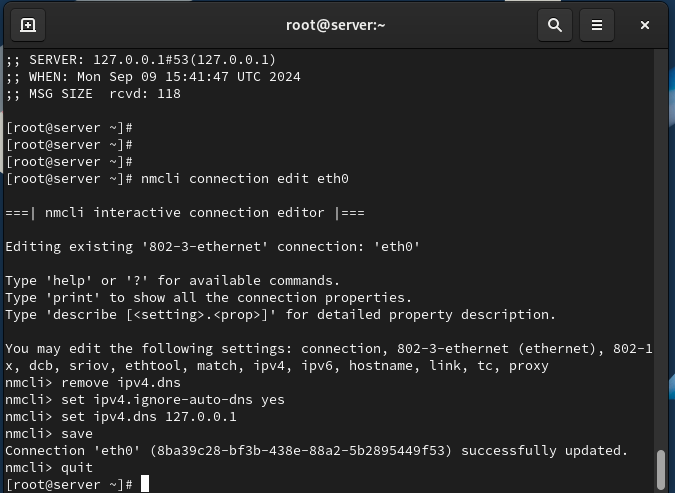 root@server:~
;; SERVER: 127.0.0.1#53(127.0.0.1)
;; WHEN: Mon Sep 09 15:41:47 UTC 2024
;; MSG SIZE  rcvd: 118
[root@server ~]#
[root@server ~]#
[root@server ~]#
[root@server ~]# nmcli connection edit eth0
===| nmcli interactive connection editor |===
Editing existing '802-3-ethernet' connection: 'eth0'
Type 'help' or '?' for available commands.
Type 'print' to show all the connection properties.
Type 'describe [<setting>.<prop>]' for detailed property description.
You may edit the following settings: connection, 802-3-ethernet (ethernet), 802-1
x, dcb, sriov, ethtool, match, ipv4, ipv6, hostname, link, tc, proxy
nmcli> remove ipv4.dns
nmcli> set ipv4.ignore-auto-dns yes
nmcli> set ipv4.dns 127.0.0.1
nmcli> save
Connection 'eth0' (8ba39c28-bf3b-438e-88a2-5b2895449f53) successfully updated.
nmcli> quit
[root@server ~]#